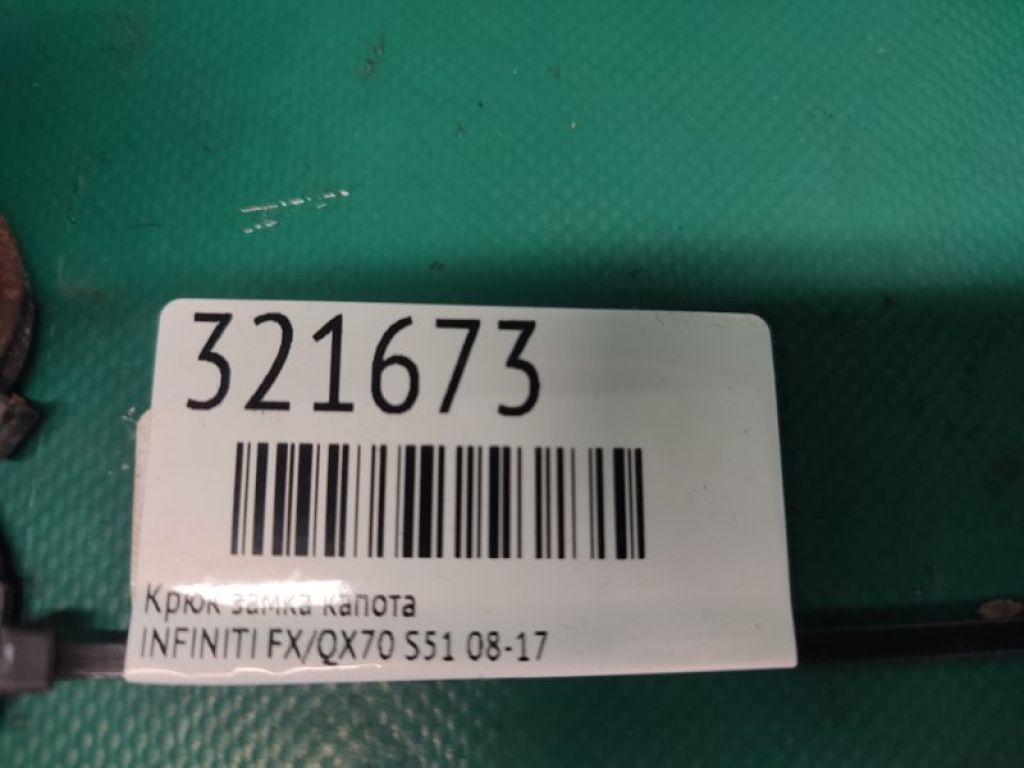 321673
Крюк замка капота
INFINITI FX/QX70 S51 08-17